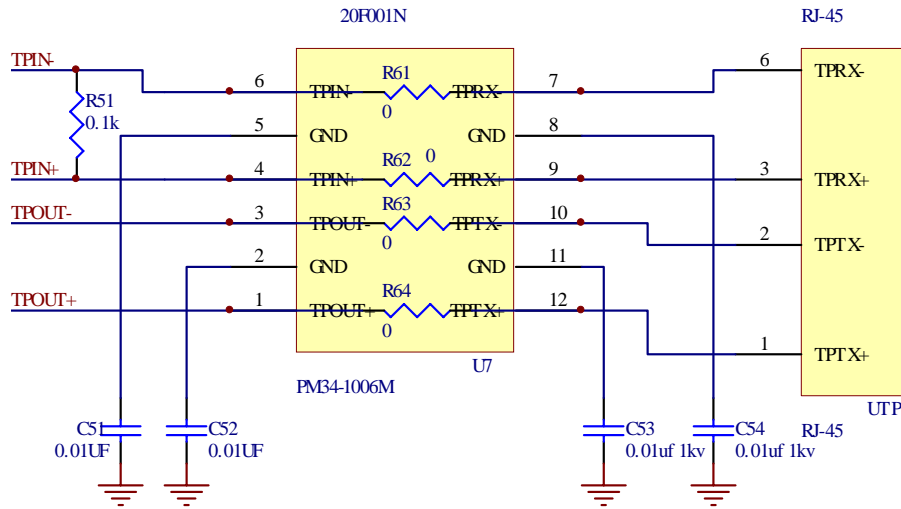 20F001N
RJ-45
TPIN-
R51
0.1k
TPIN+
TPOUT-
TPOUT+
6
5
4
3
2
1
TPIN-
R61
0
TPRX-
GND
GND
TPIN+
R62
0
TPRX+
TPOUT-
R63
0
TPTX-
GND
GND
TPOUT+
R64
0
TPTX+
7
8
9
10
11
12
6
TPRX-
3
TPRX+
2
TPTX-
1
TPTX+
U7
PM34-1006M
UTP
RJ-45
C51
0.01UF
C52
0.01UF
C53
0.01uf 1kv
C54
0.01uf 1kv